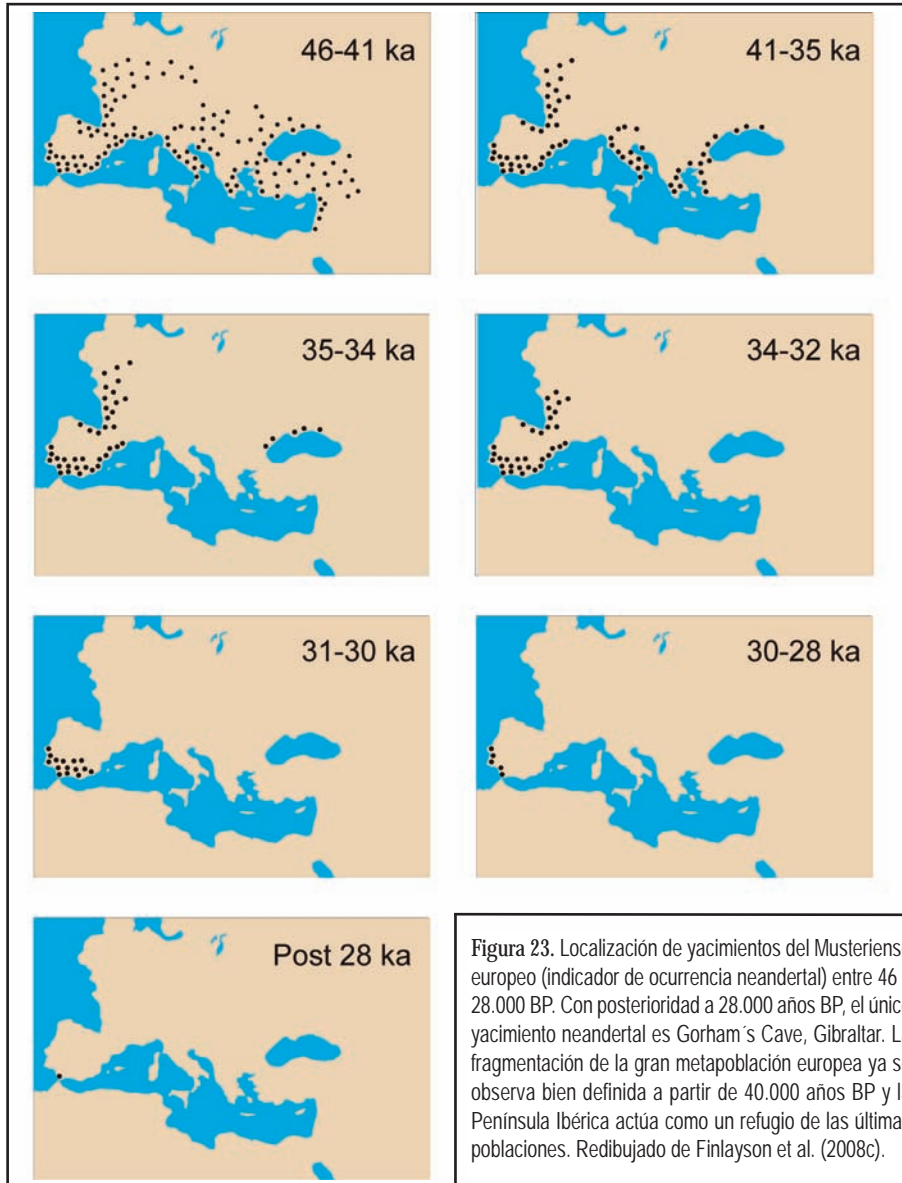 46-41 ka
41-35 ka
35-34 ka
34-32 ka
31-30 ka
30-28 ka
Post 28 ka
Figura 23. Localización de yacimientos del Musteriens
europeo (indicador de ocurrencia neandertal) entre 46
28.000 BP. Con posterioridad a 28.000 años BP, el únic
yacimiento neandertal es Gorham´s Cave, Gibraltar. L
fragmentación de la gran metapoblación europea ya s
observa bien definida a partir de 40.000 años BP y l
Península Ibérica actúa como un refugio de las última
poblaciones. Redibujado de Finlayson et al. (2008c).